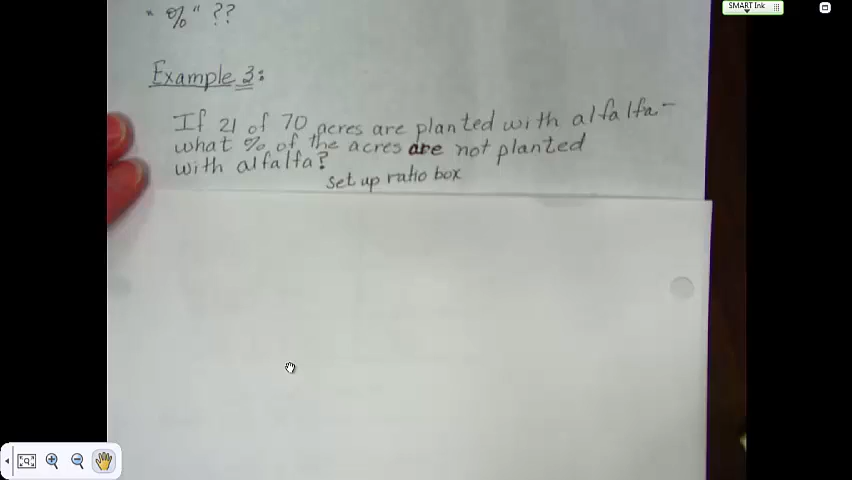 " % " ??
SMART Ink
Example 3:
If 21 of 70 acres are planted with alfalfa -
what % of the acres are not planted
with alfalfa?
set up ratio box